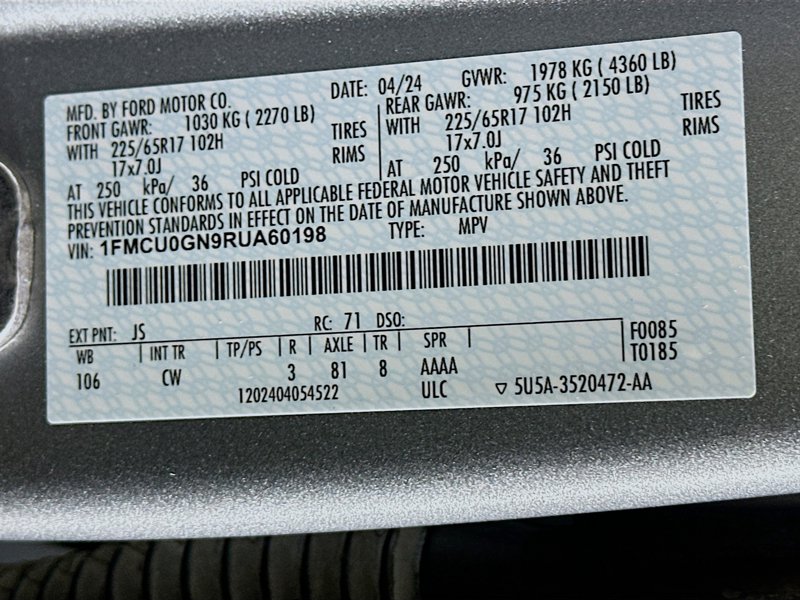 MFD. BY FORD MOTOR CO. DATE: 04/24 GVWR: 1978 KG ( 4360 LB)
FRONT GAWR: 1030 KG ( 2270 LB) REAR GAWR: 975 KG ( 2150 LB)
WITH 225/65R17 102H TIRES WITH 225/65R17 102H TIRES
17x7.0J RIMS 17x7.0J RIMS
AT 250 kPa/ 36 PSI COLD AT 250 kPa/ 36 PSI COLD
THIS VEHICLE CONFORMS TO ALL APPLICABLE FEDERAL MOTOR VEHICLE SAFETY AND THEFT
PREVENTION STANDARDS IN EFFECT ON THE DATE OF MANUFACTURE SHOWN ABOVE.
VIN: 1FMCU0GN9RUA60198 TYPE: MPV
EXT PNT: JS RC: 71 DSO:
WB | INT TR | TP/PS | R | AXLE | TR | SPR | F0085
106 CW 3 81 8 AAAA T0185
1202404054522 ULC ▽ 5U5A-3520472-AA